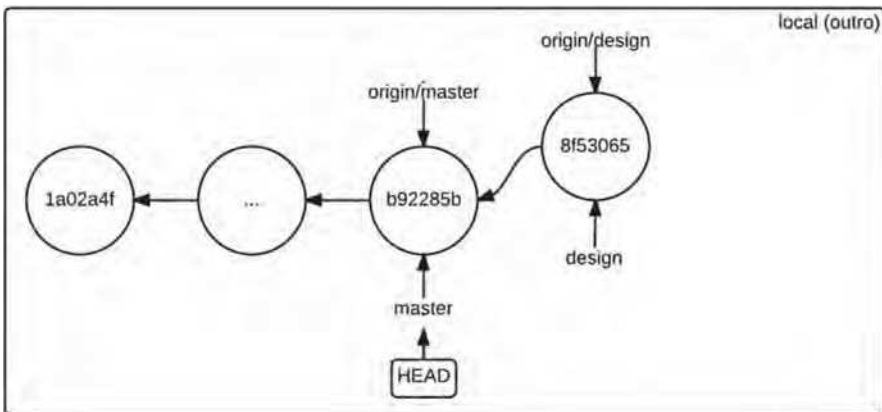 local (outro)
origin/design
origin/master
8f53065
1a02a4f
...
b92285b
design
master
HEAD